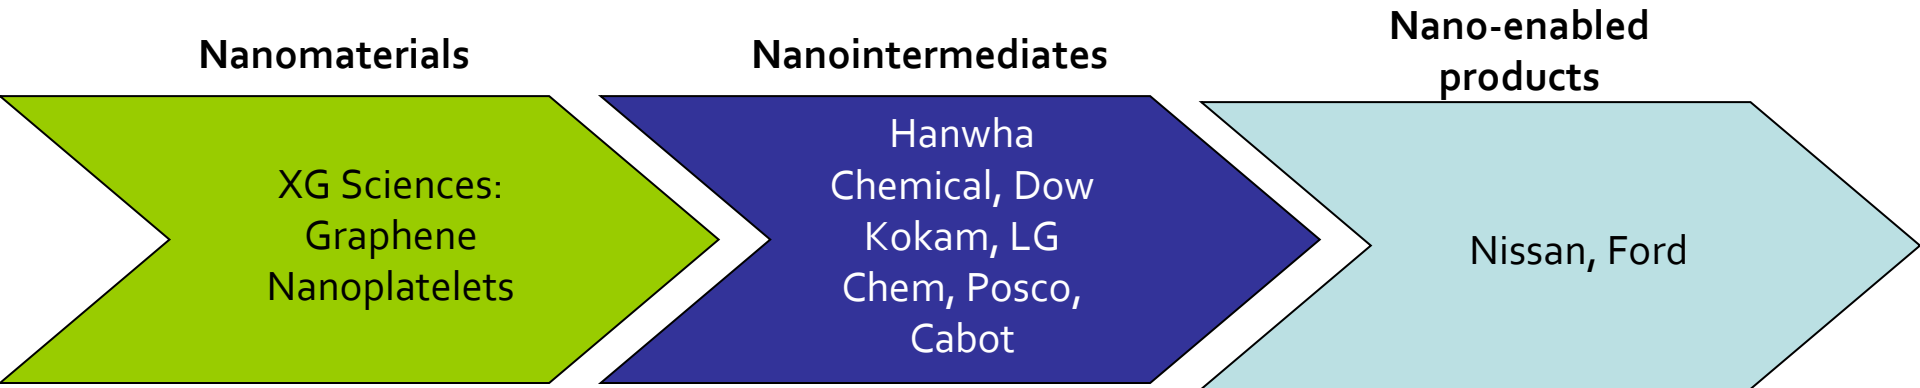 Nanomaterials
XG Sciences:
Graphene
Nanoplatelets
Nanointermediates
Hanwha
Chemical, Dow
Kokam, LG
Chem, Posco,
Cabot
Nano-enabled
products
Nissan, Ford